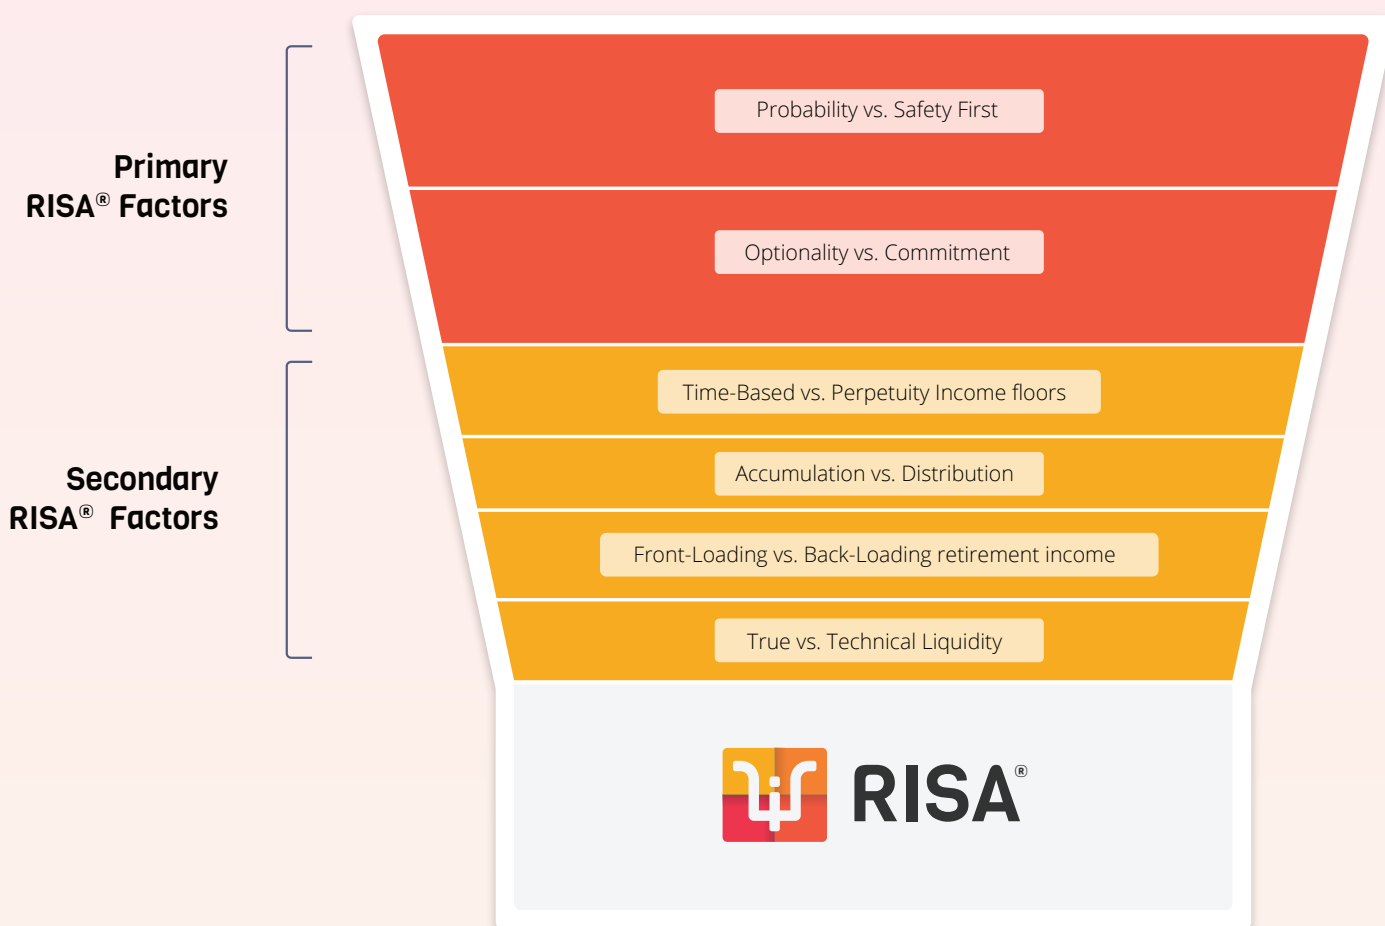 Primary
RISA® Factors
Probability vs. Safety First
Optionality vs. Commitment
Secondary
RISA® Factors
Time-Based vs. Perpetuity Income floors
Accumulation vs. Distribution
Front-Loading vs. Back-Loading retirement income
True vs. Technical Liquidity
RISA®